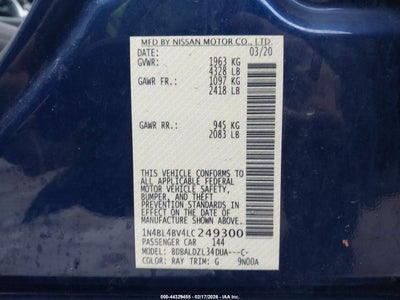 MFD BY NISSAN MOTOR CO., LTD.
DATE: 03/20
GVWR: 1963 KG
4328 LB
GAWR FR.: 1097 KG
2418 LB
GAWR RR.: 945 KG
2083 LB
THIS VEHICLE CONFORMS TO
ALL APPLICABLE FEDERAL
MOTOR VEHICLE SAFETY,
BUMPER, AND THEFT
PREVENTION STANDARDS IN
EFFECT ON THE DATE OF
MANUFACTURE SHOWN ABOVE.
1N4BL4BV4LC249300
PASSENGER CAR 144
MODEL: BDBALDZL34DUA---C-
COLOR: RAY TRIM: G 9N00A
ID: 000-44329455 - 02/17/2026 - © IAA, Inc.